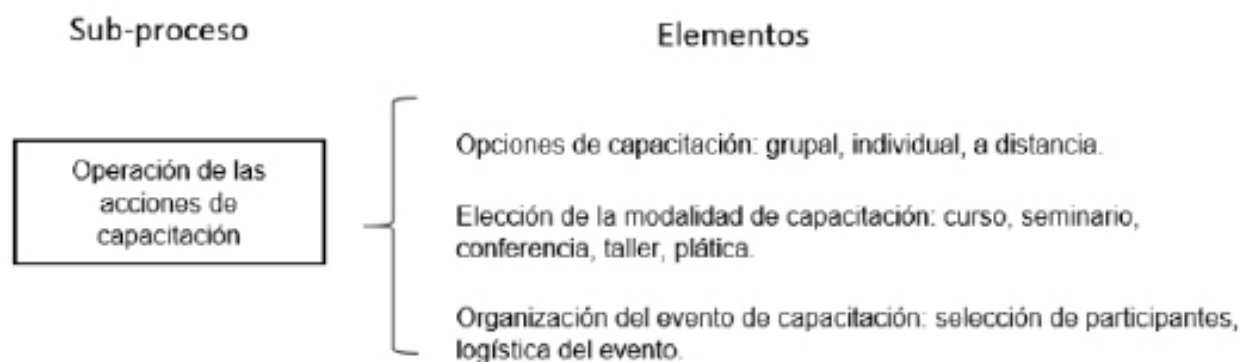 Sub-proceso
Elementos
Operación de las
acciones de
capacitación
Opciones de capacitación: grupal, individual, a distancia.
Elección de la modalidad de capacitación: curso, seminario,
conferencia, taller, plática.
Organización del evento de capacitación: selección de participantes,
logística del evento.